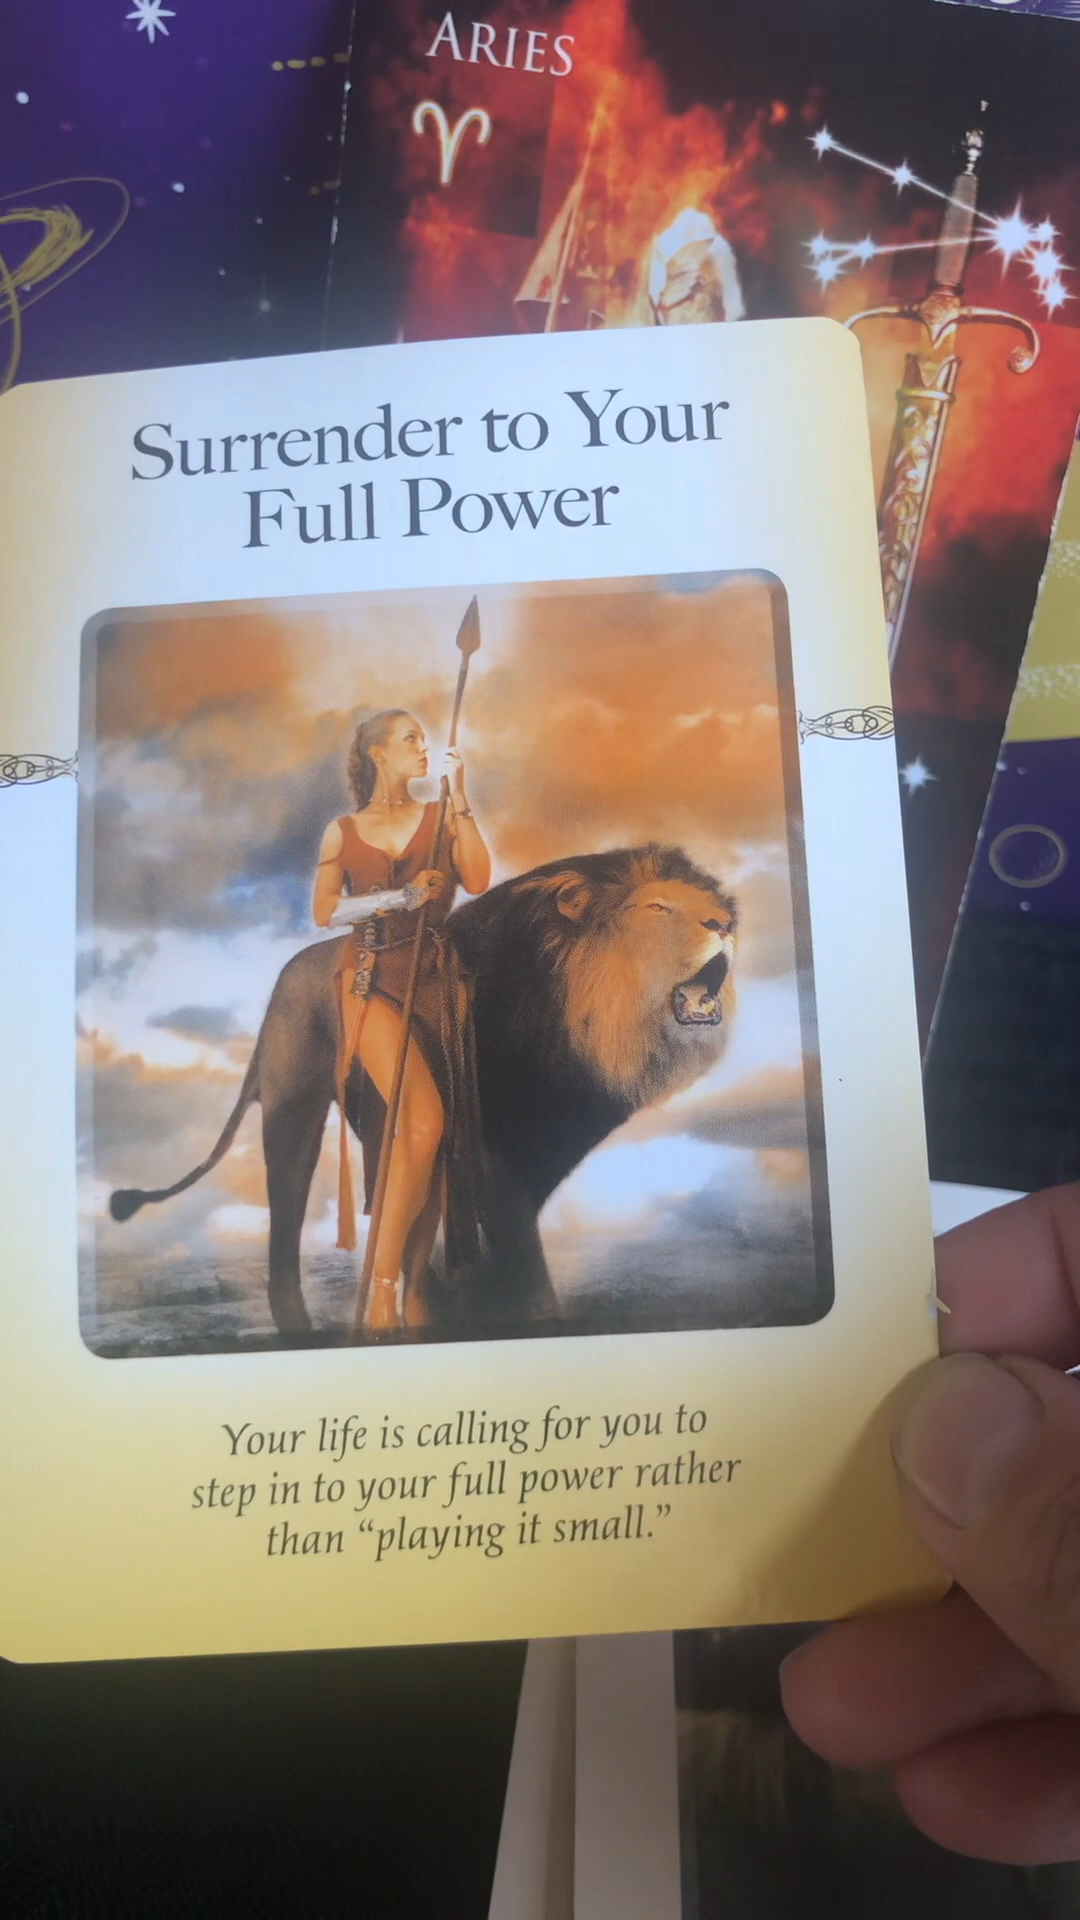 ARIES
Surrender to Your
Full Power
Your life is calling for you to
step in to your full power rather
than “playing it small.”